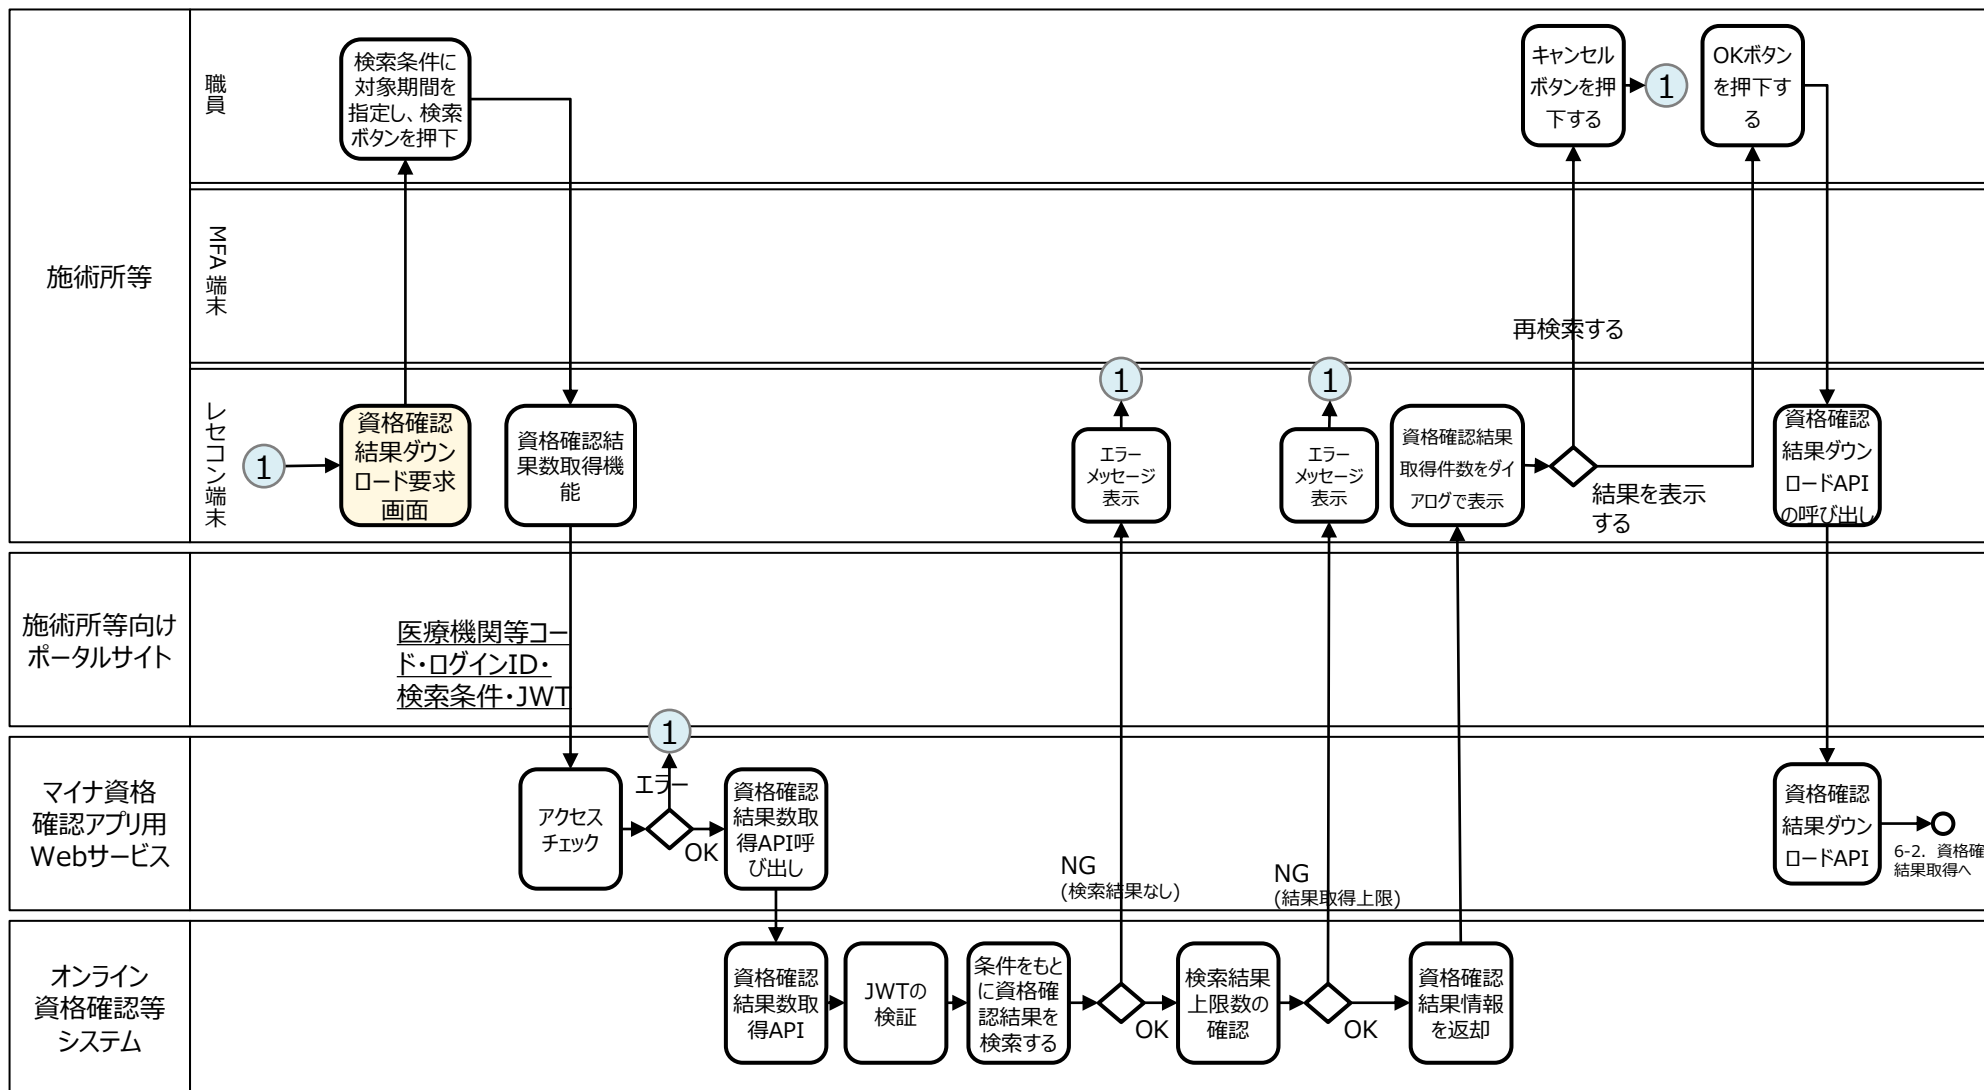 施術所等
職員
検索条件に
対象期間を
指定し、検索
ボタンを押下
キャンセル
ボタンを押
下する
1
OKボタン
を押下す
る
MFA端末
再検索する
レセコン端末
1
資格確認
結果ダウン
ロード要求
画面
資格確認結
果数取得機
能
1
エラー
メッセージ
表示
1
エラー
メッセージ
表示
資格確認結果
取得件数をダイ
アログで表示
結果を表示
する
資格確認
結果ダウン
ロードAPI
の呼び出し
施術所等向け
ポータルサイト
医療機関等コー
ド・ログインID・
検索条件・JWT
マイナ資格
確認アプリ用
Webサービス
アクセス
チェック
1
エラー
OK
資格確認
結果数取
得API呼
び出し
NG
(検索結果なし)
NG
(結果取得上限)
資格確認
結果ダウン
ロードAPI
6-2. 資格確
結果取得へ
オンライン
資格確認等
システム
資格確認
結果数取
得API
JWTの
検証
条件をもと
に資格確
認結果を
検索する
OK
検索結果
上限数の
確認
OK
資格確認
結果情報
を返却